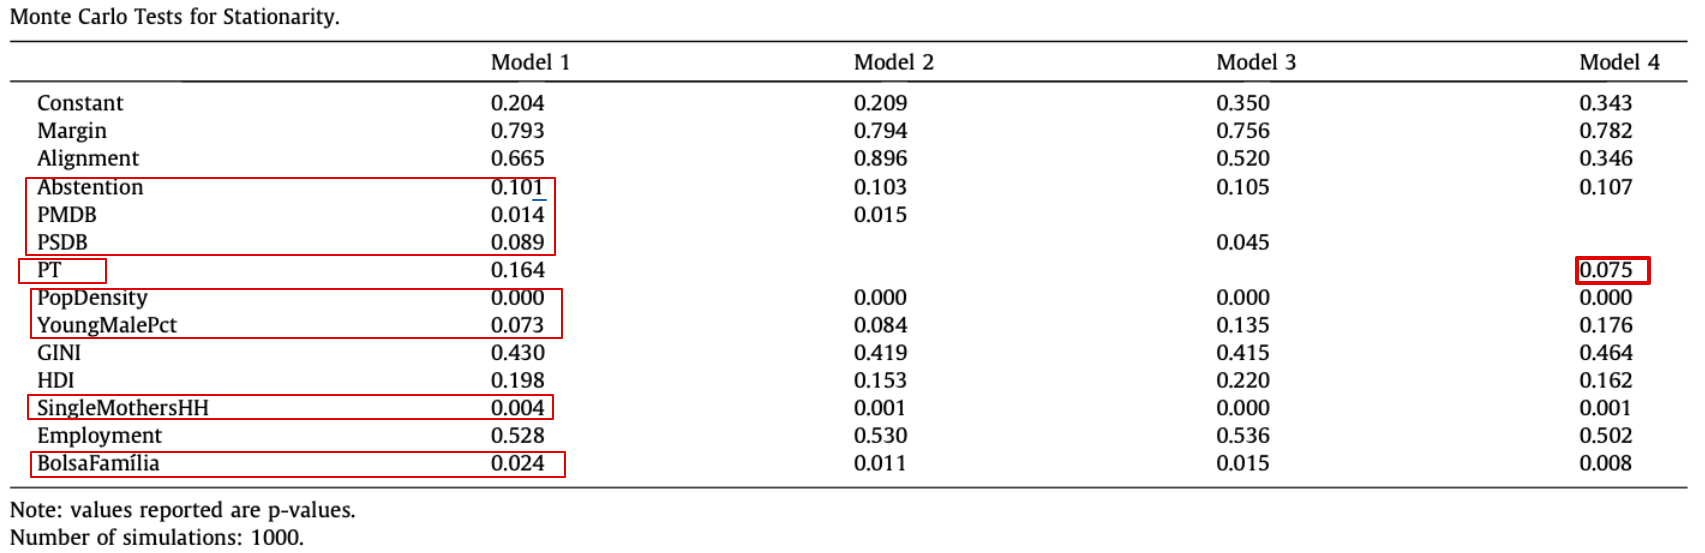 Monte Carlo Tests for Stationarity.
Model 1 Model 2 Model 3 Model 4
Constant 0.204 0.209 0.350 0.343
Margin 0.793 0.794 0.756 0.782
Alignment 0.665 0.896 0.520 0.346
Abstention 0.101 0.103 0.105 0.107
PMDB 0.014 0.015
PSDB 0.089 0.045
PT 0.164 0.075
PopDensity 0.000 0.000 0.000 0.000
YoungMalePct 0.073 0.084 0.135 0.176
GINI 0.430 0.419 0.415 0.464
HDI 0.198 0.153 0.220 0.162
SingleMothersHH 0.004 0.001 0.000 0.001
Employment 0.528 0.530 0.536 0.502
BolsaFamília 0.024 0.011 0.015 0.008
Note: values reported are p-values.
Number of simulations: 1000.